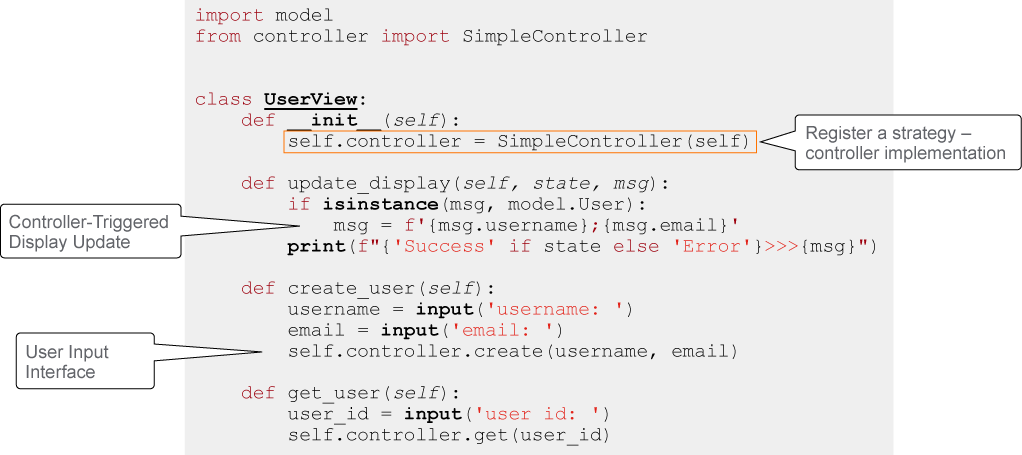 import model
from controller import SimpleController
class UserView:
def __init__(self):
self.controller = SimpleController(self)
Register a strategy –
controller implementation
def update_display(self, state, msg):
if isinstance(msg, model.User):
msg = f'{msg.username};{msg.email}'
print(f"{'Success' if state else 'Error'}>>>{msg}")
Controller-Triggered
Display Update
def create_user(self):
username = input('username: ')
email = input('email: ')
self.controller.create(username, email)
User Input
Interface
def get_user(self):
user_id = input('user id: ')
self.controller.get(user_id)